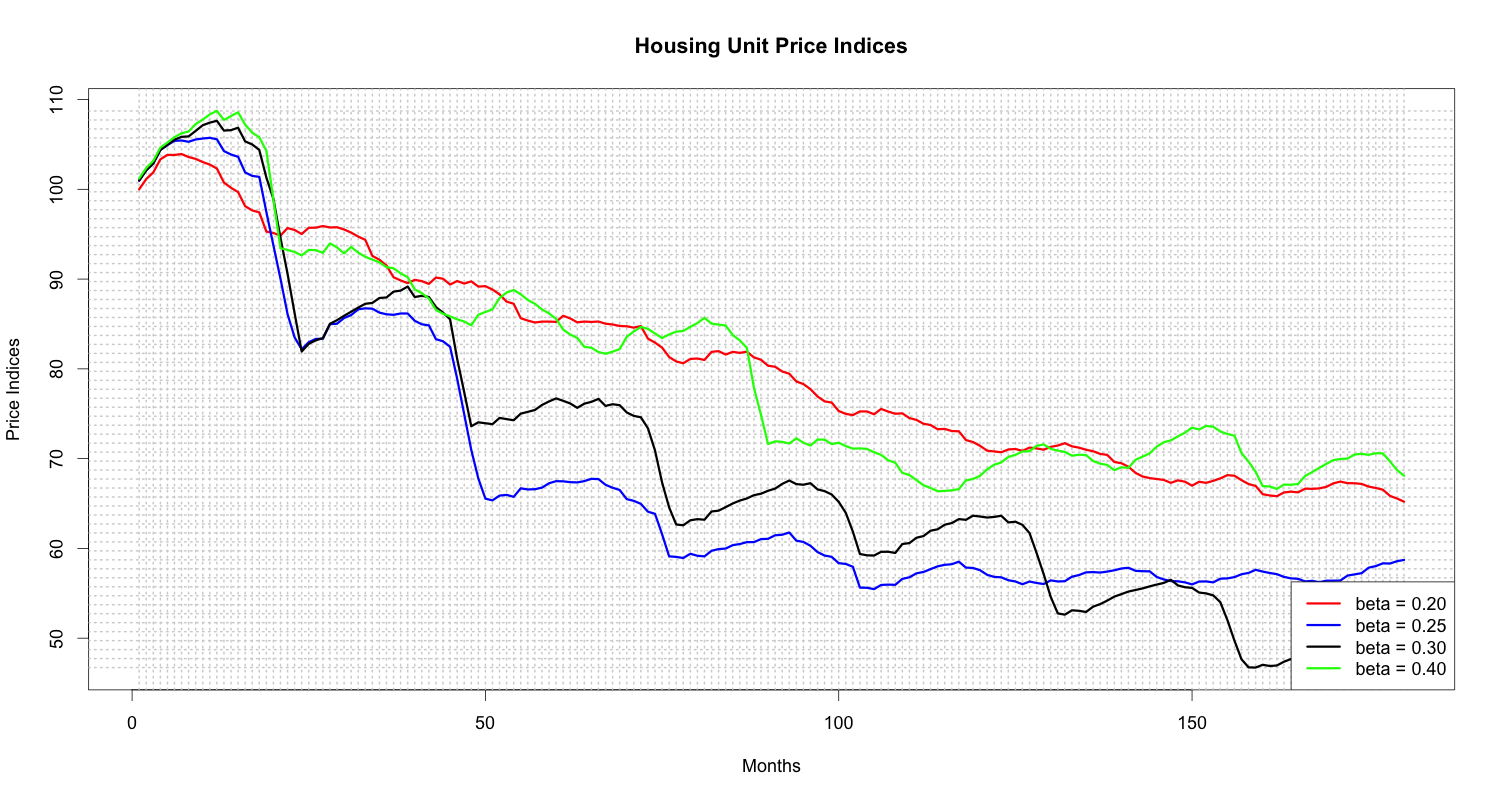 Housing Unit Price Indices
Price Indices
110
100
90
80
70
60
50
0
50
100
150
Months
beta = 0.20
beta = 0.25
beta = 0.30
beta = 0.40